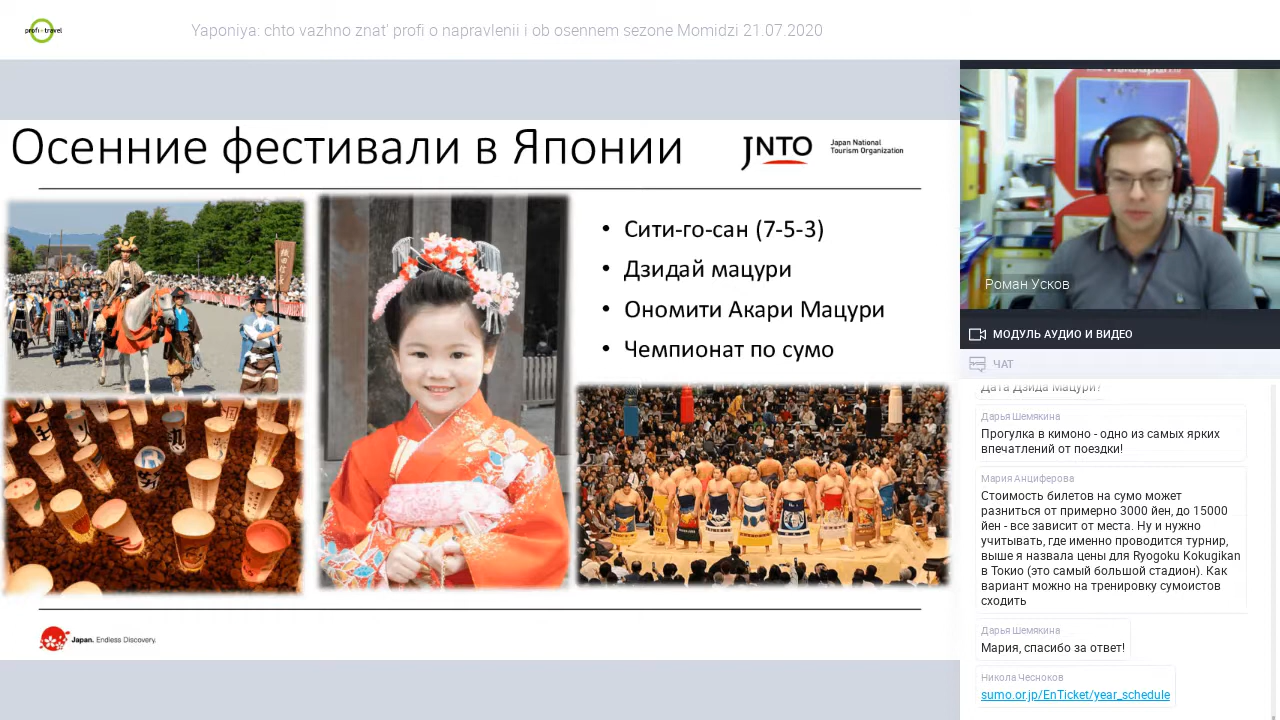 profi travel
Yaponiya: chto vazhno znat' profi o napravlenii i ob osennem sezone Momidzi 21.07.2020
Осенние фестивали в Японии
JNTO
Japan National
Tourism Organization
• Сити-го-сан (7-5-3)
• Дзидай мацури
• Ономити Акари Мацури
• Чемпионат по сумо
Japan. Endless Discovery.
Роман Усков
МОДУЛЬ АУДИО И ВИДЕО
ЧАТ
Дата Дзида Мацури?
Дарья Шемякина
Прогулка в кимоно - одно из самых ярких
впечатлений от поездки!
Мария Анциферова
Стоимость билетов на сумо может
разниться от примерно 3000 йен, до 15000
йен - все зависит от места. Ну и нужно
учитывать, где именно проводится турнир,
выше я назвала цены для Ryogoku Kokugikan
в Токио (это самый большой стадион). Как
вариант можно на тренировку сумоистов
сходить
Дарья Шемякина
Мария, спасибо за ответ!
Никола Чесноков
sumo.or.jp/EnTicket/year_schedule